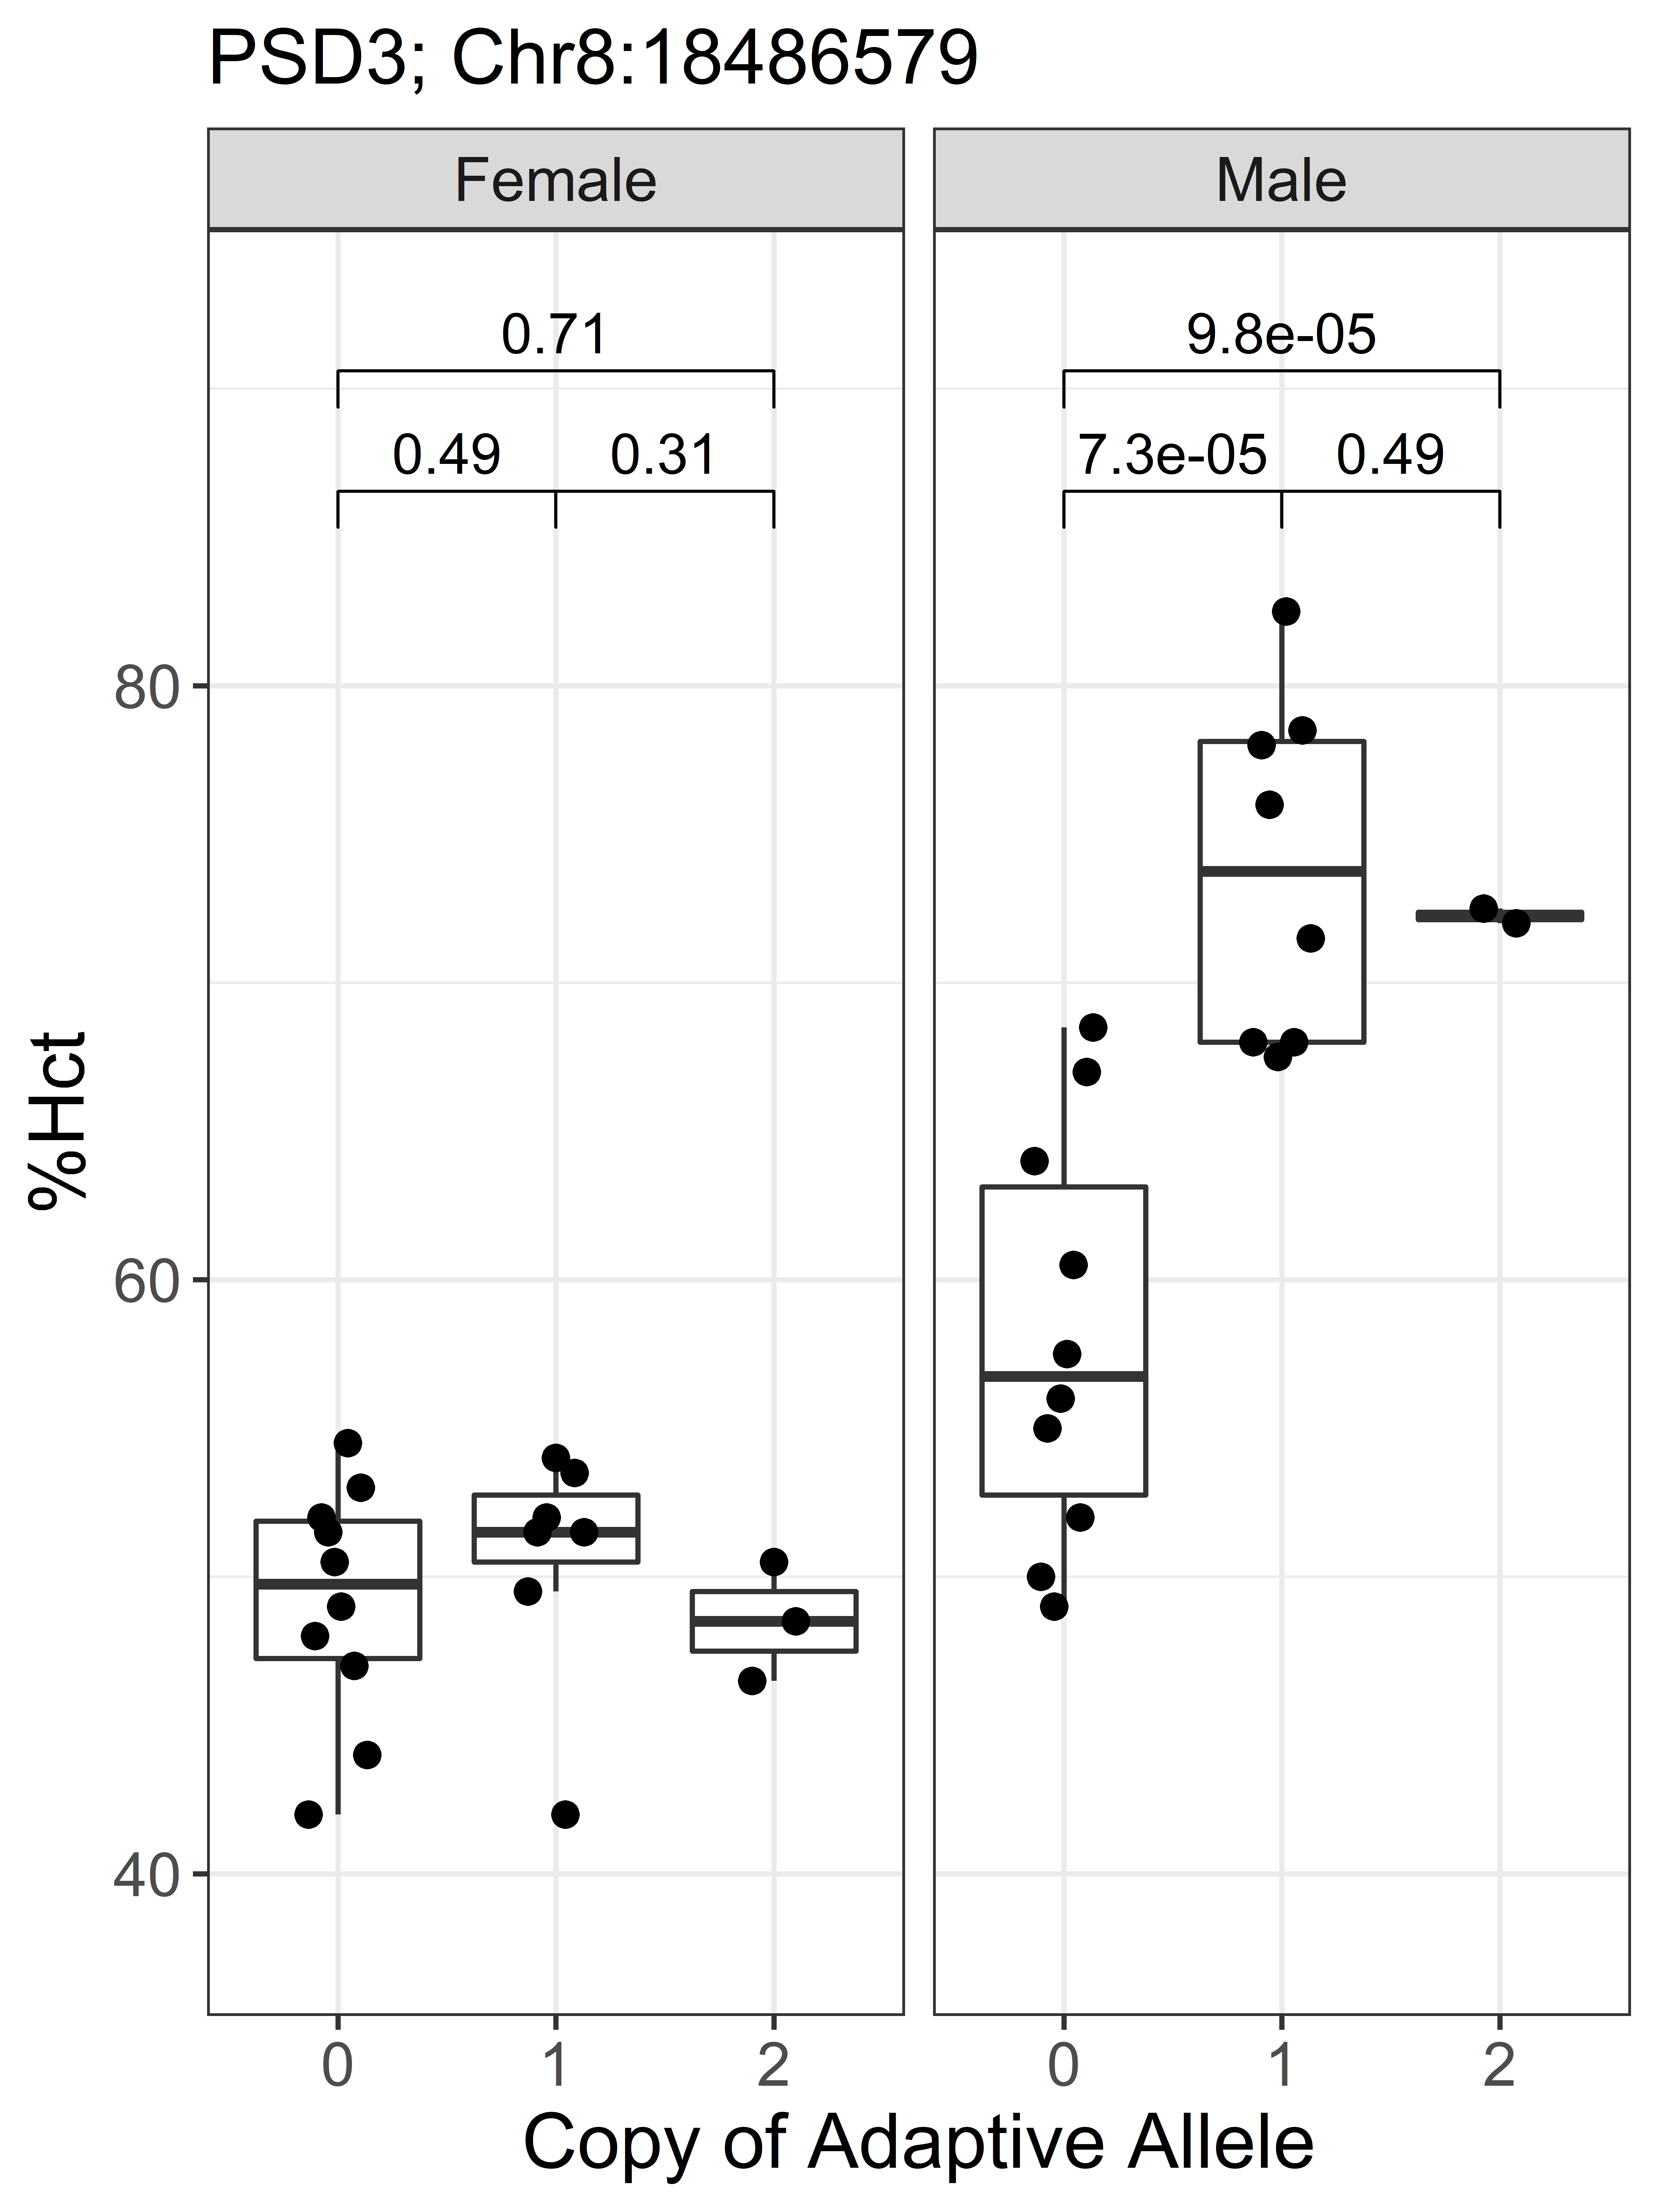 PSD3; Chr8:18486579
Female
Male
0.71
9.8e-05
0.49 0.31
7.3e-05 0.49
80
60
40
%Hct
0 1 2
0 1 2
Copy of Adaptive Allele